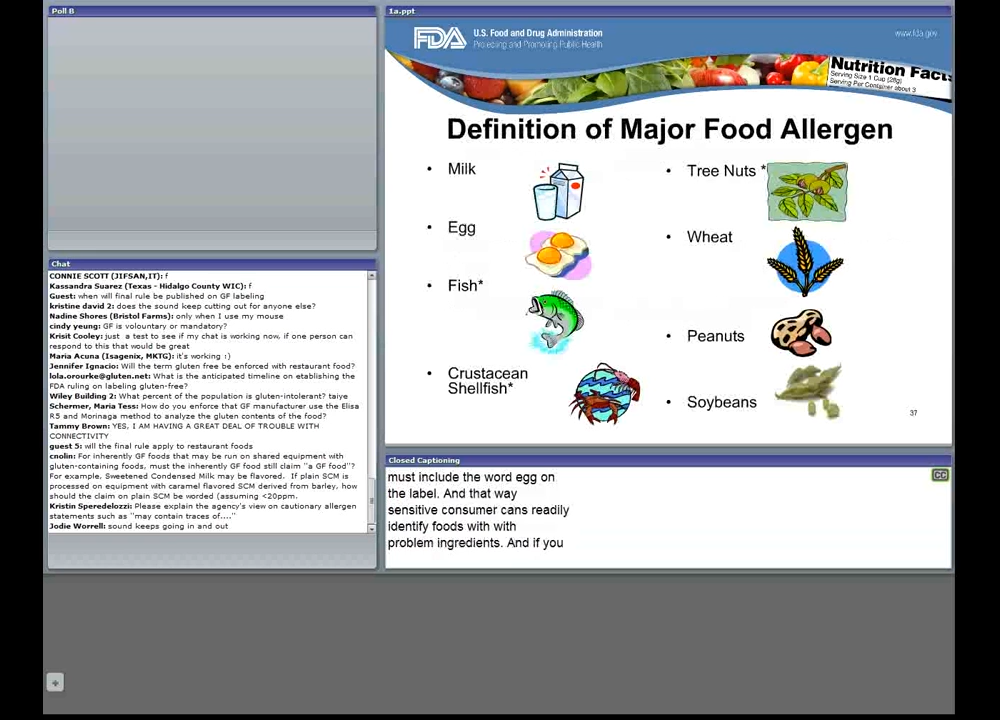 Poll B
Chat
CONNIE SCOTT (JIFSAN,IT): f
Kassandra Suarez (Texas - Hidalgo County WIC): f
Guest: when will final rule be published on GF labeling
kristine david 2: does the sound keep cutting out for anyone else?
Nadine Shores (Bristol Farms): only when I use my mouse
cindy yeung: GF is voluntary or mandatory?
Krisit Cooley: just a test to see if my chat is working now, if one person can
respond to this that would be great
Maria Acuna (Isagenix, MKTG): it's working :)
Jennifer Ignacio: Will the term gluten free be enforced with restaurant food?
lola.orourke@gluten.net: What is the anticipated timeline on etablishing the
FDA ruling on labeling gluten-free?
Wiley Building 2: What percent of the population is gluten-intolerant? taiye
Schermer, Maria Tess: How do you enforce that GF manufacturer use the Elisa
R5 and Morinaga method to analyze the gluten contents of the food?
Tammy Brown: YES, I AM HAVING A GREAT DEAL OF TROUBLE WITH
CONNECTIVITY
guest 5: will the final rule apply to restaurant foods
cnolin: For inherently GF foods that may be run on shared equipment with
gluten-containing foods, must the inherently GF food still claim "a GF food"?
For example, Sweetened Condensed Milk may be flavored. If plain SCM is
processed on equipment with caramel flavored SCM derived from barley, how
should the claim on plain SCM be worded (assuming <20ppm.
Kristin Speredelozzi: Please explain the agency's view on cautionary allergen
statements such as "may contain traces of...."
Jodie Worrell: sound keeps going in and out
1a.ppt
FDA U.S. Food and Drug Administration
Protecting and Promoting Public Health
www.fda.gov
Nutrition Facts
Serving Size 1 Cup (28g)
Serving Per Container about 3
Definition of Major Food Allergen
• Milk
• Egg
• Fish*
• Crustacean
Shellfish*
• Tree Nuts *
• Wheat
• Peanuts
• Soybeans
37
Closed Captioning
CC
must include the word egg on
the label. And that way
sensitive consumer cans readily
identify foods with with
problem ingredients. And if you